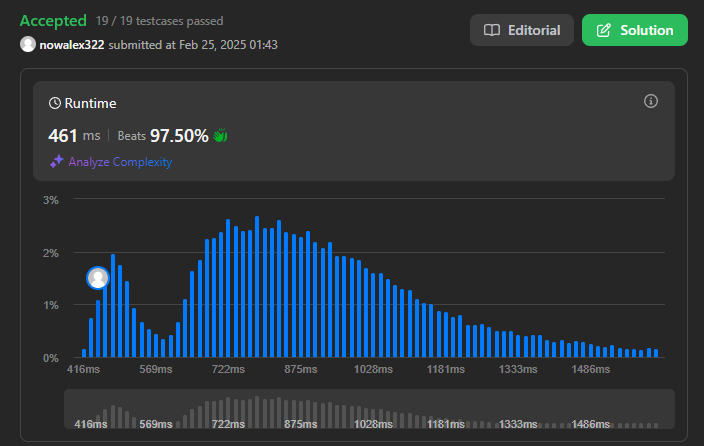 Accepted 19 / 19 testcases passed
Editorial
Solution
nowalex322 submitted at Feb 25, 2025 01:43
Runtime
461 ms Beats 97.50%
Analyze Complexity
3%
2%
1%
0%
416ms 569ms 722ms 875ms 1028ms 1181ms 1333ms 1486ms
416ms 569ms 722ms 875ms 1028ms 1181ms 1333ms 1486ms